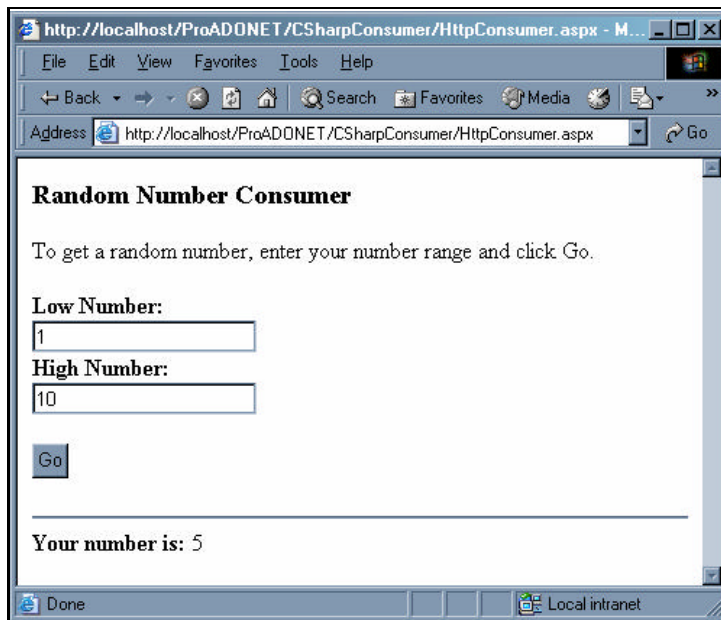 http://localhost/ProADONET/CSharpConsumer/HttpConsumer.aspx - M...
File Edit View Favorites Tools Help
Back Search Favorites Media »
Address http://localhost/ProADONET/CSharpConsumer/HttpConsumer.aspx Go
Random Number Consumer
To get a random number, enter your number range and click Go.
Low Number:
1
High Number:
10
Go
Your number is: 5
Done Local intranet